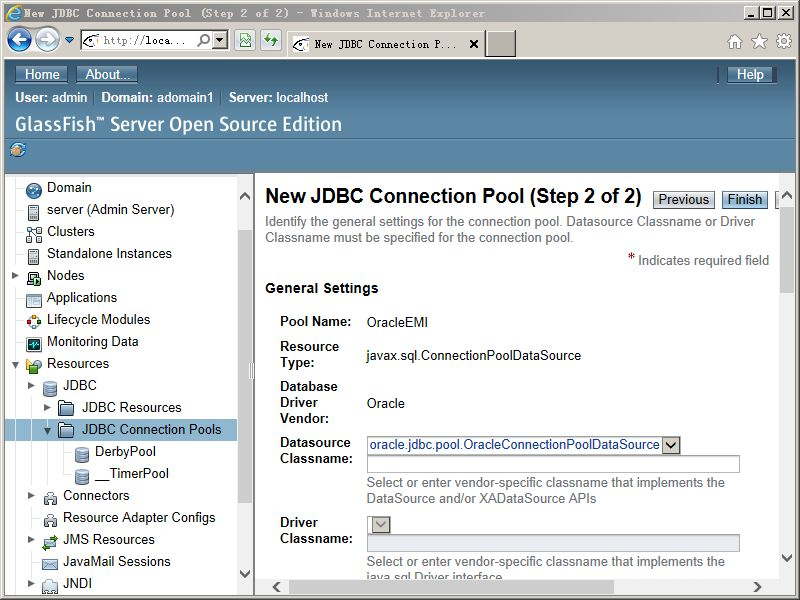 New JDBC Connection Pool (Step 2 of 2) - Windows Internet Explorer
http://loca...
New JDBC Connection P...
Home
About...
Help
User: admin
Domain: adomain1
Server: localhost
GlassFish™ Server Open Source Edition
Domain
server (Admin Server)
Clusters
Standalone Instances
Nodes
Applications
Lifecycle Modules
Monitoring Data
Resources
JDBC
JDBC Resources
JDBC Connection Pools
DerbyPool
__TimerPool
Connectors
Resource Adapter Configs
JMS Resources
JavaMail Sessions
JNDI
New JDBC Connection Pool (Step 2 of 2)
Previous
Finish
Identify the general settings for the connection pool. Datasource Classname or Driver
Classname must be specified for the connection pool.
* Indicates required field
General Settings
Pool Name: OracleEMI
Resource
Type: javax.sql.ConnectionPoolDataSource
Database
Driver
Vendor: Oracle
Datasource
Classname: oracle.jdbc.pool.OracleConnectionPoolDataSource
Select or enter vendor-specific classname that implements the
DataSource and/or XADataSource APIs
Driver
Classname:
Select or enter vendor-specific classname that implements the
java.sql.Driver interface.